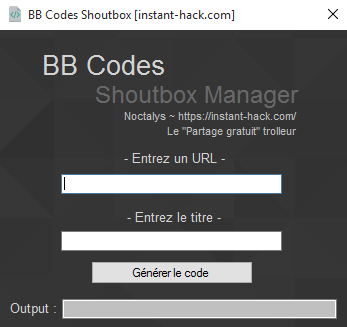 BB Codes Shoutbox [instant-hack.com]
BB Codes
Shoutbox Manager
Noctalys ~ https://instant-hack.com/
Le "Partage gratuit" trolleur
- Entrez un URL -
- Entrez le titre -
Générer le code
Output :